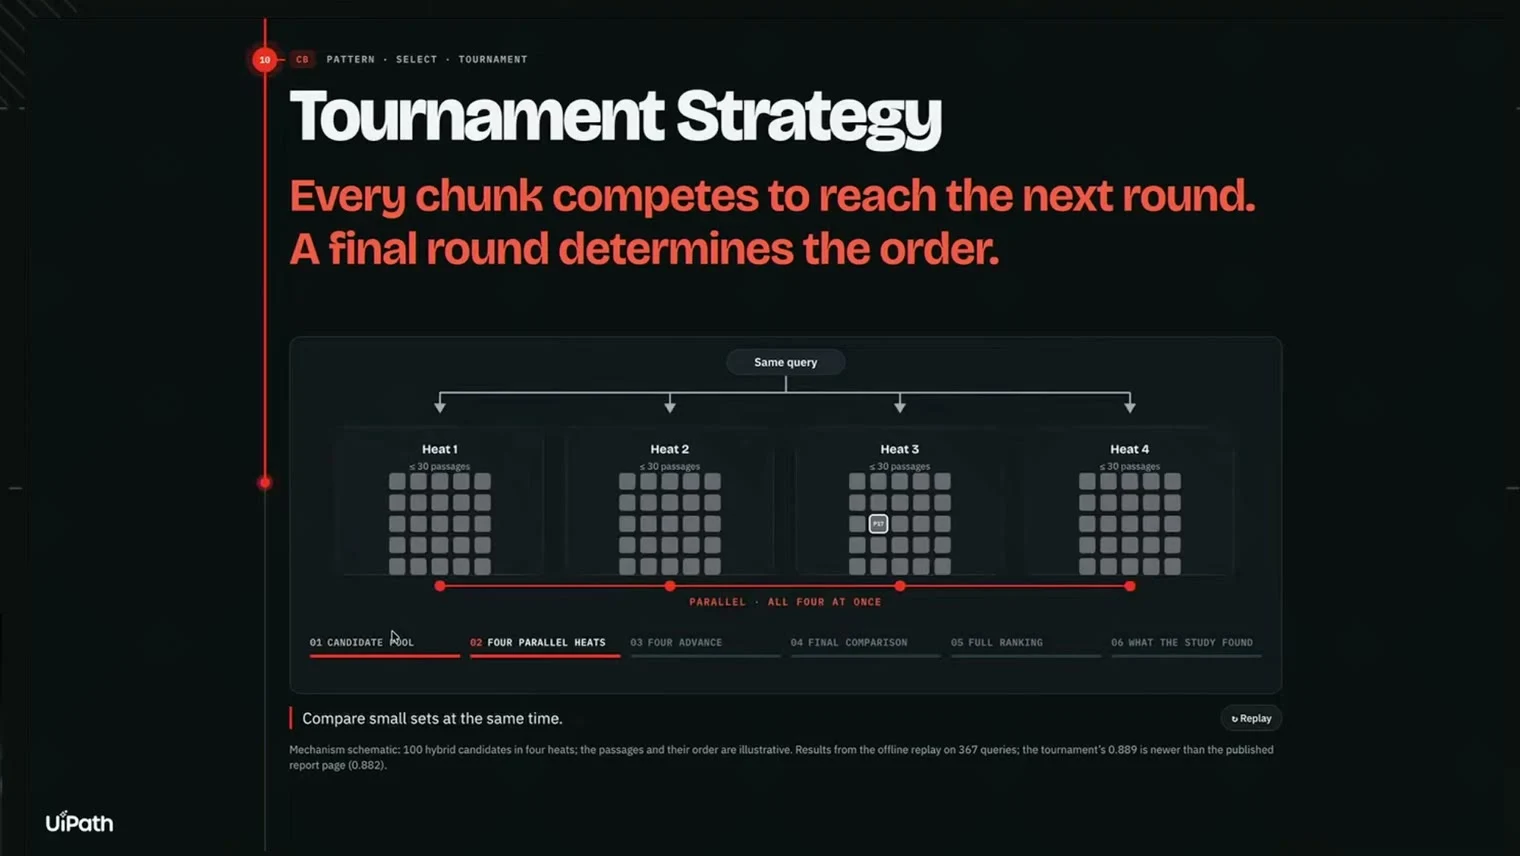 10 C8 PATTERN · SELECT · TOURNAMENT
Tournament Strategy
Every chunk competes to reach the next round.
A final round determines the order.
Same query
Heat 1
≤ 30 passages
Heat 2
≤ 30 passages
Heat 3
≤ 30 passages
Heat 4
≤ 30 passages
PARALLEL · ALL FOUR AT ONCE
01 CANDIDATE POOL
02 FOUR PARALLEL HEATS
03 FOUR ADVANCE
04 FINAL COMPARISON
05 FULL RANKING
06 WHAT THE STUDY FOUND
Compare small sets at the same time.
↻ Replay
Mechanism schematic: 100 hybrid candidates in four heats; the passages and their order are illustrative. Results from the offline replay on 367 queries; the tournament's 0.889 is newer than the published
report page (0.882).
UiPath